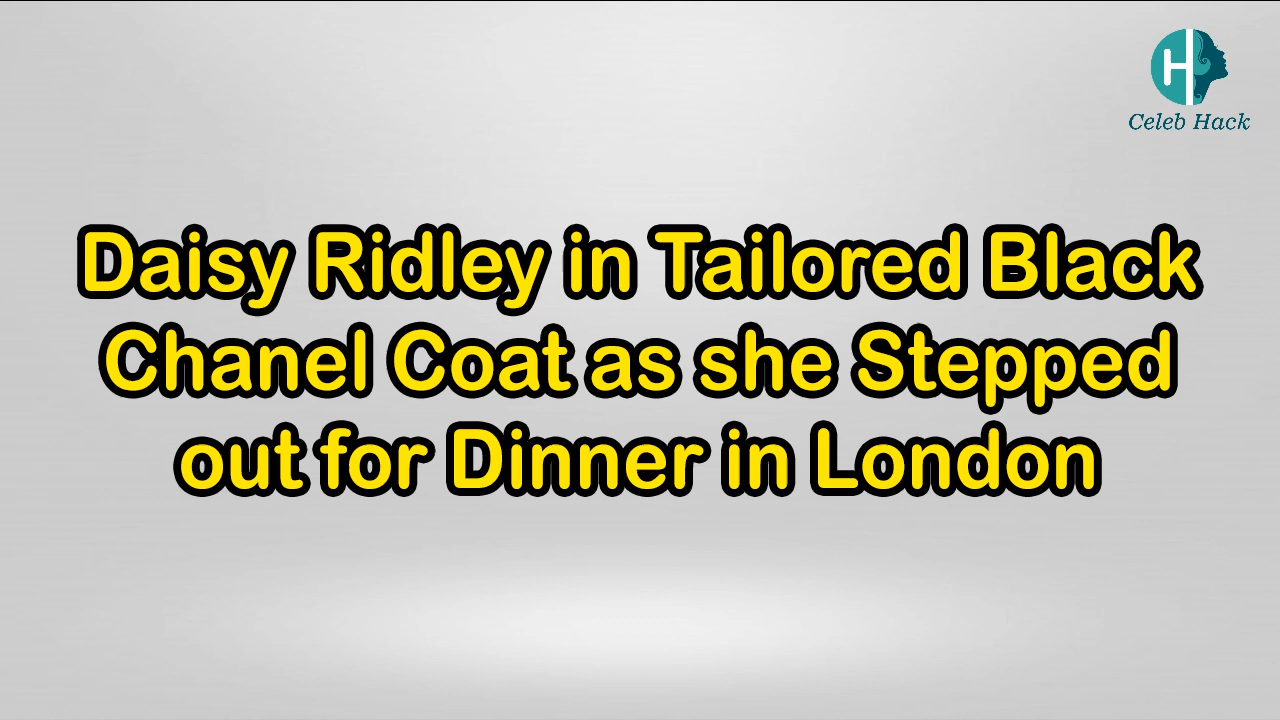 H
Celeb Hack
Daisy Ridley in Tailored Black
Chanel Coat as she Stepped
out for Dinner in London